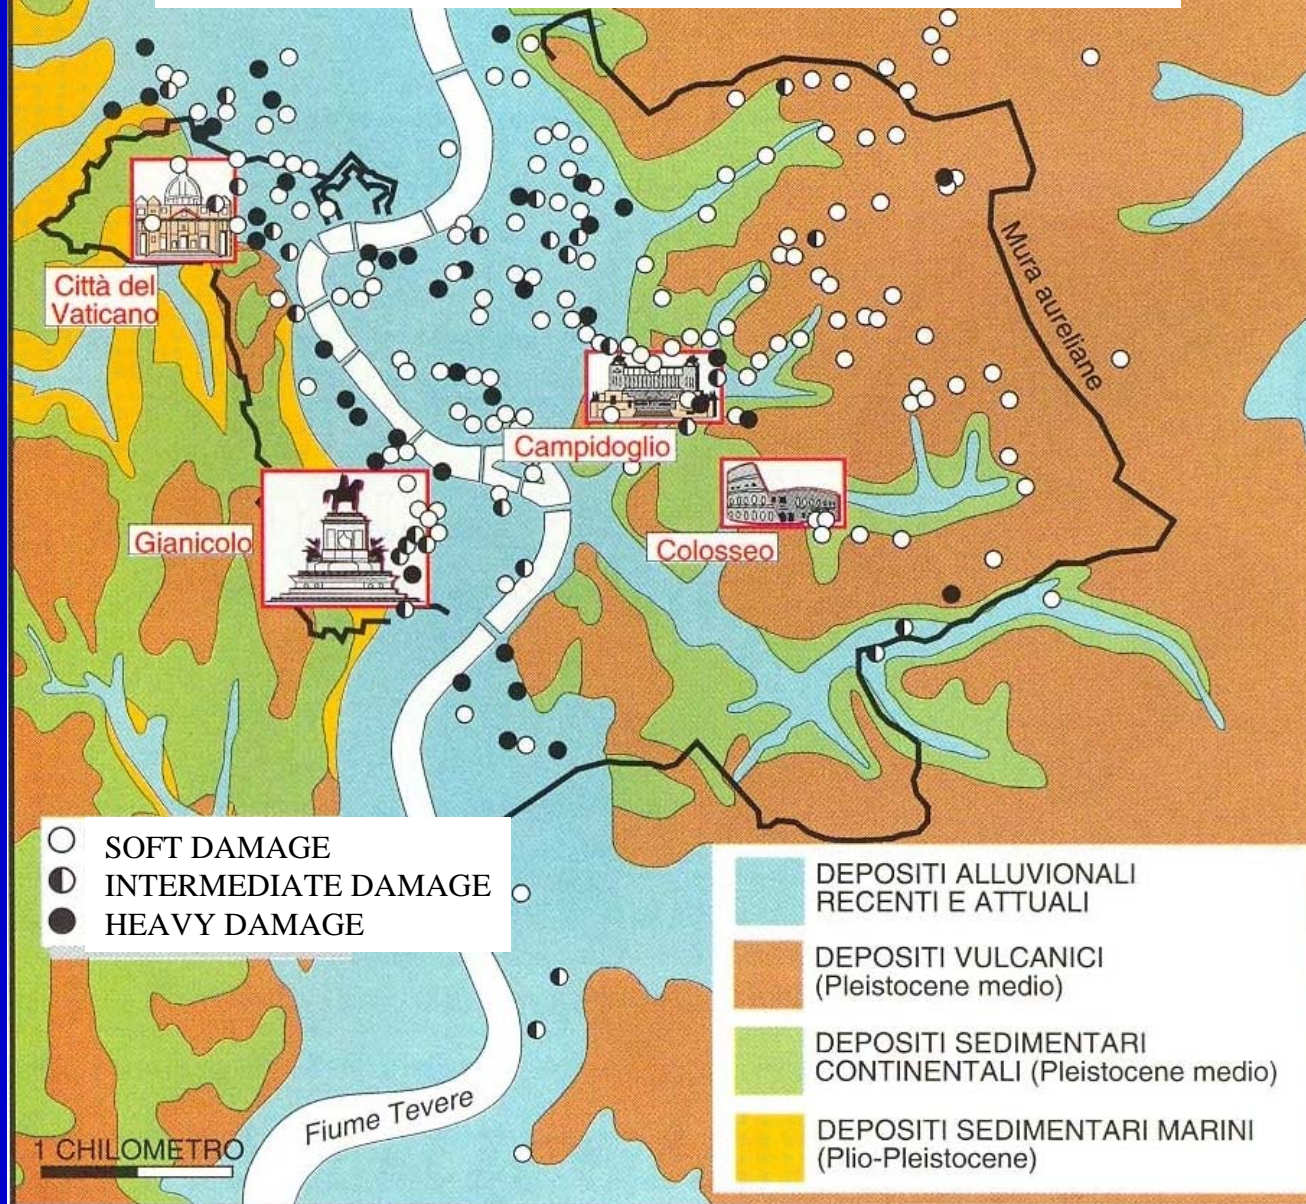 Mura aureliane
Città del
Vaticano
Campidoglio
Gianicolo
Colosseo
SOFT DAMAGE
INTERMEDIATE DAMAGE
HEAVY DAMAGE
DEPOSITI ALLUVIONALI
RECENTI E ATTUALI
DEPOSITI VULCANICI
(Pleistocene medio)
DEPOSITI SEDIMENTARI
CONTINENTALI (Pleistocene medio)
DEPOSITI SEDIMENTARI MARINI
(Plio-Pleistocene)
Fiume Tevere
1 CHILOMETRO